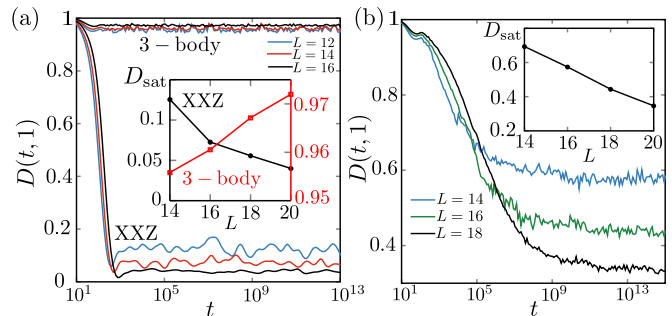 (a)
1
0.8
0.6
0.4
0.2
0
D(t, 1)
3 − body
L = 12
L = 14
L = 16
D_sat
XXZ
0.1
0.05
0
0.97
0.96
0.95
3 − body
14 16 18 20
L
XXZ
10^1 10^5 10^9 10^13
t
(b)
1
0.8
0.6
0.4
D(t, 1)
D_sat
0.6
0.4
0.2
14 16 18 20
L
L = 14
L = 16
L = 18
10^1 10^5 10^9 10^13
t